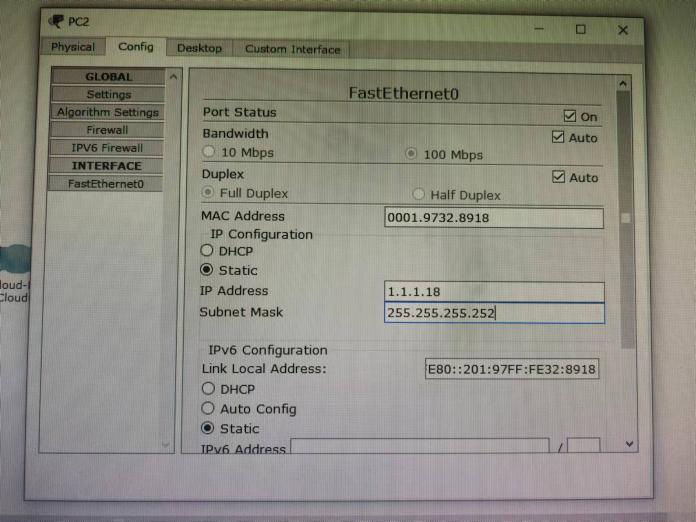 PC2
Physical Config Desktop Custom Interface
GLOBAL
Settings
Algorithm Settings
Firewall
IPV6 Firewall
INTERFACE
FastEthernet0
FastEthernet0
Port Status On
Bandwidth Auto
10 Mbps 100 Mbps
Duplex Auto
Full Duplex Half Duplex
MAC Address 0001.9732.8918
IP Configuration
DHCP
Static
IP Address 1.1.1.18
Subnet Mask 255.255.255.252
IPv6 Configuration
Link Local Address: E80::201:97FF:FE32:8918
DHCP
Auto Config
Static
IPv6 Address /